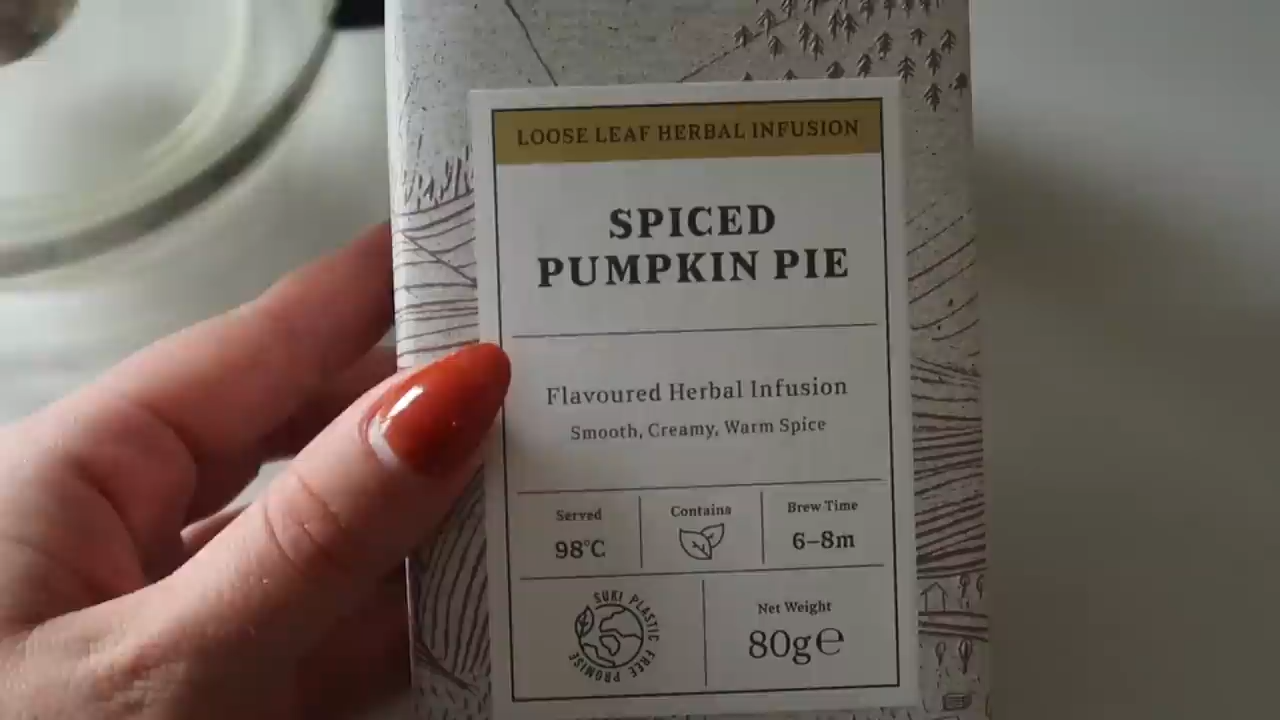 LOOSE LEAF HERBAL INFUSION
SPICED
PUMPKIN PIE
Flavoured Herbal Infusion
Smooth, Creamy, Warm Spice
Served
98°C
Contains
Brew Time
6–8m
SUKI PLASTIC FREE PROMISE
Net Weight
80g℮